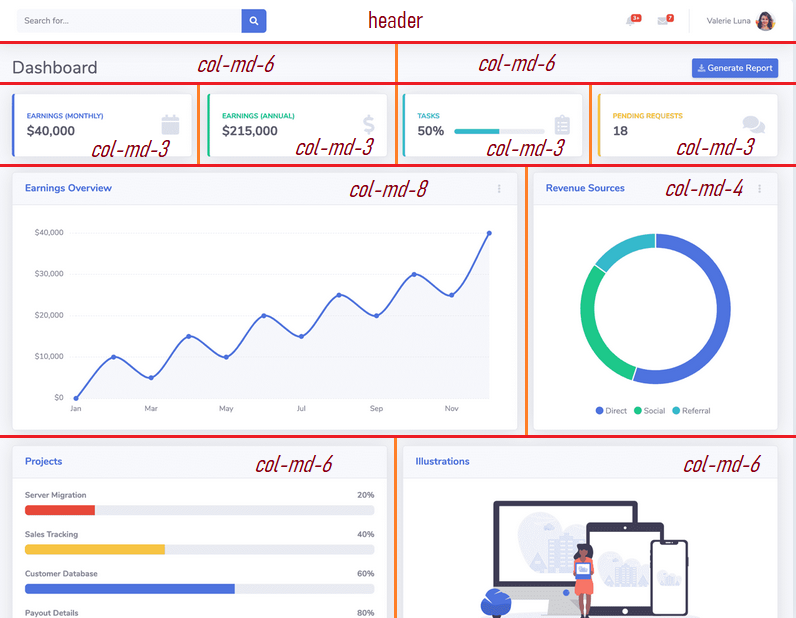 Search for...
header
3+
7
Valerie Luna
Dashboard
col-md-6
col-md-6
Generate Report
EARNINGS (MONTHLY)
$40,000
col-md-3
EARNINGS (ANNUAL)
$215,000
col-md-3
TASKS
50%
col-md-3
PENDING REQUESTS
18
col-md-3
Earnings Overview
col-md-8
$40,000
$30,000
$20,000
$10,000
$0
Jan Mar May Jul Sep Nov
Revenue Sources
col-md-4
Direct Social Referral
Projects
col-md-6
Server Migration 20%
Sales Tracking 40%
Customer Database 60%
Payout Details 80%
Illustrations
col-md-6